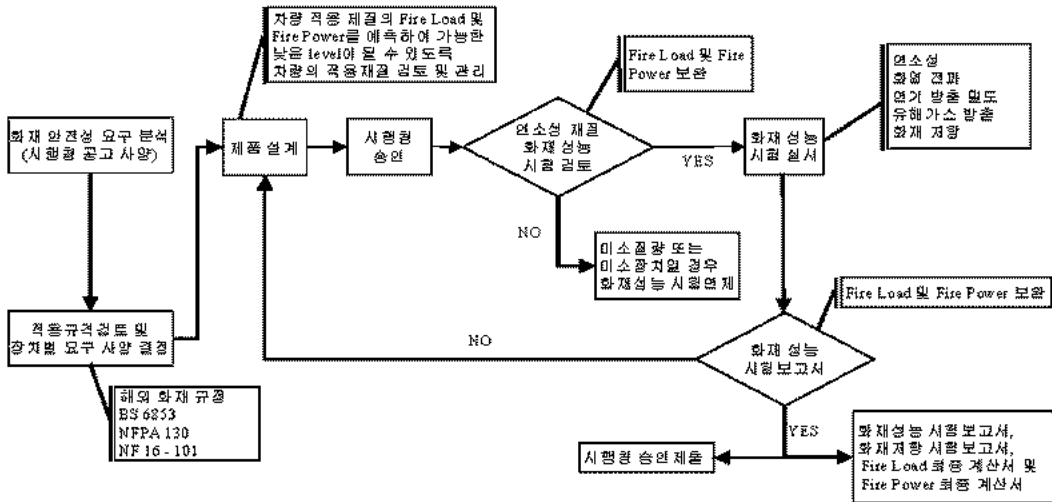 차량 적용 재질의 Fire Load 및
Fire Power를 예측하여 가능한
낮은 level이 될 수 있도록
차량의 적용재질 검토 및 관리
Fire Load 및 Fire
Power 보완
연소성
화염 전파
연기 방출 밀도
유해가스 방출
화재 저항
화재 안전성 요구 분석
(시행청 공고 사양)
제품 설계
시행청
승인
연소성 재질
화재 성능
시험 검토
YES
화재 성능
시험 실시
NO
미소질량 또는
미소장치일 경우
화재성능 시험면제
Fire Load 및 Fire Power 보완
적용규격검토 및
장치별 요구 사양 결정
NO
화재 성능
시험보고서
해외 화재 규정
BS 6853
NFPA 130
NF 16 - 101
YES
시행청 승인제출
화재성능 시험보고서,
화재저항 시험보고서,
Fire Load 최종 계산서 및
Fire Power 최종 계산서